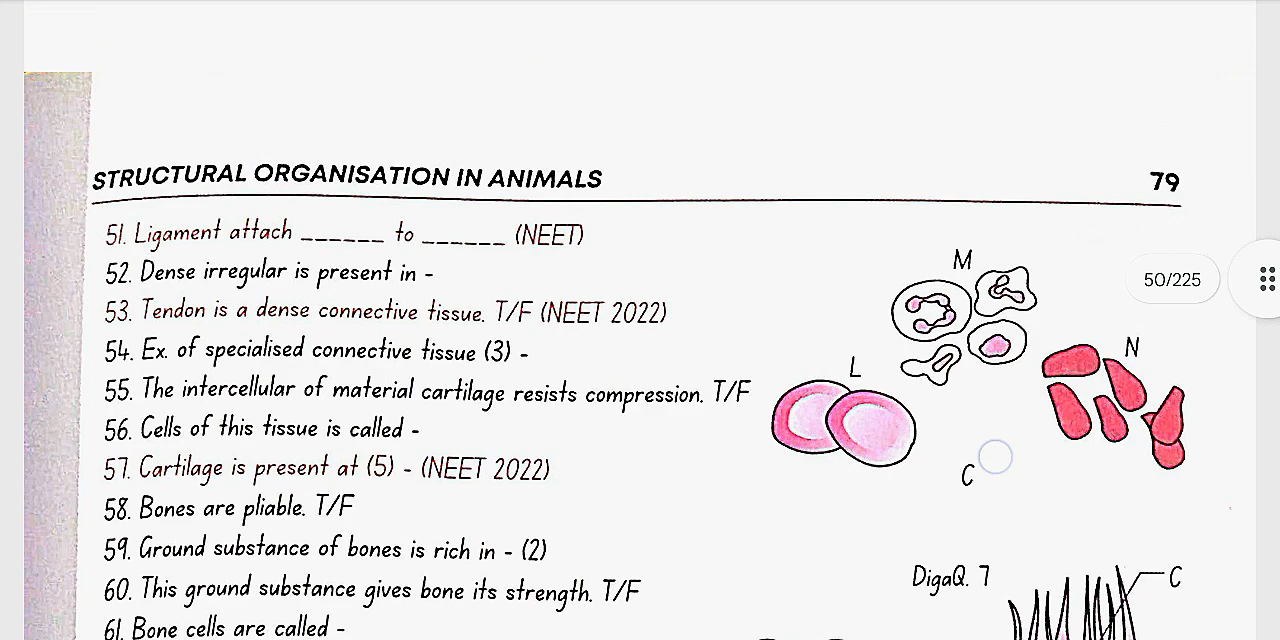 STRUCTURAL ORGANISATION IN ANIMALS 79
51. Ligament attach ______ to ______ (NEET)
52. Dense irregular is present in -
53. Tendon is a dense connective tissue. T/F (NEET 2022)
54. Ex. of specialised connective tissue (3) -
55. The intercellular of material cartilage resists compression. T/F
56. Cells of this tissue is called -
57. Cartilage is present at (5) - (NEET 2022)
58. Bones are pliable. T/F
59. Ground substance of bones is rich in - (2)
60. This ground substance gives bone its strength. T/F
61. Bone cells are called -
M
50/225
N
L
C
DigaQ. 7
C